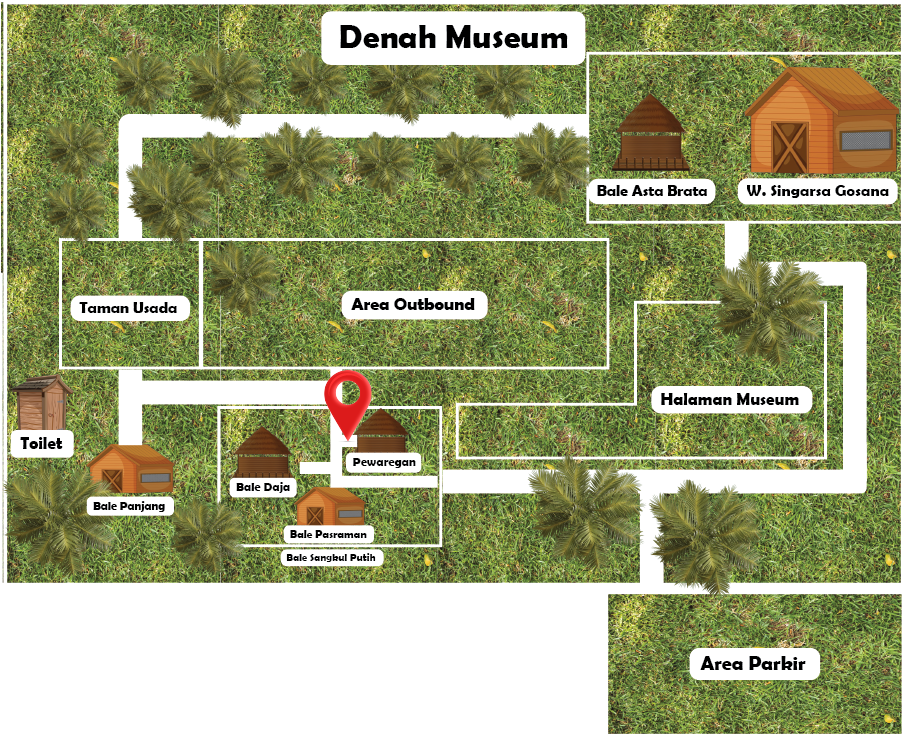 Denah Museum
Bale Asta Brata
W. Singarsa Gosana
Taman Usada
Area Outbound
Halaman Museum
Toilet
Pewaregan
Bale Daja
Bale Panjang
Bale Pasraman
Bale Sangkul Putih
Area Parkir